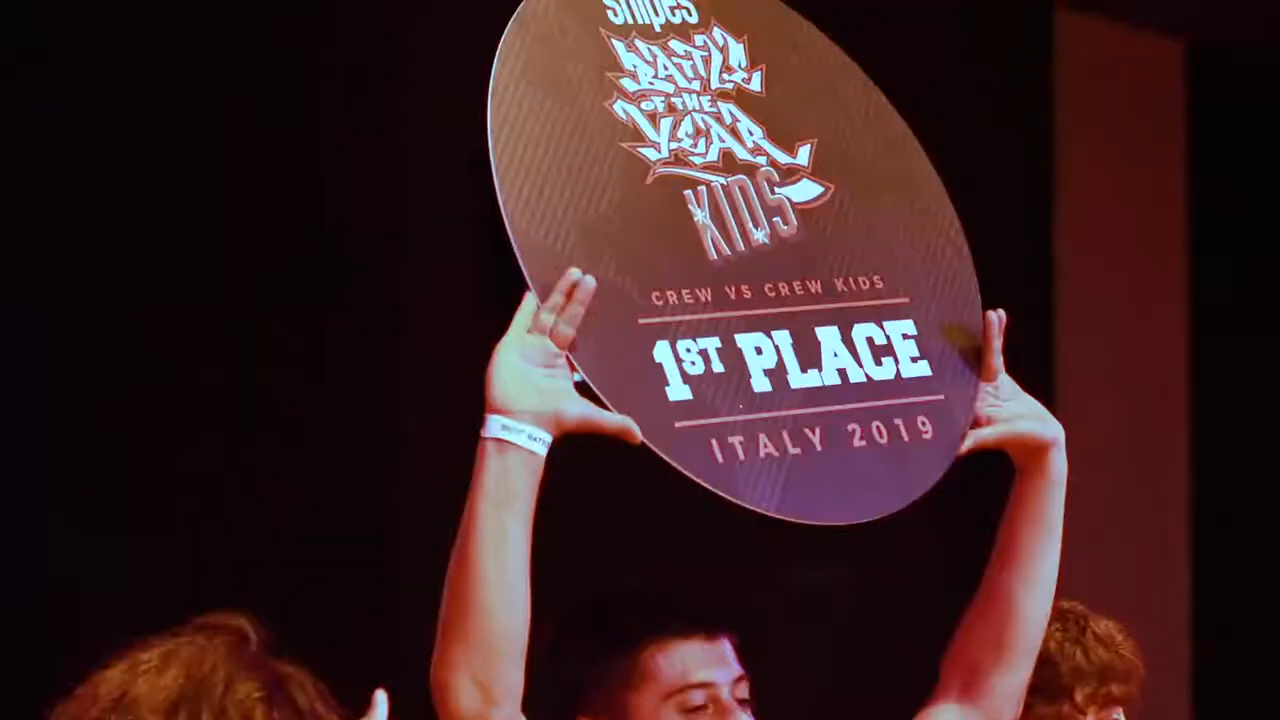 snipes
BATTLE
OF THE
YEAR
KIDS
CREW VS CREW KIDS
1ST PLACE
ITALY 2019